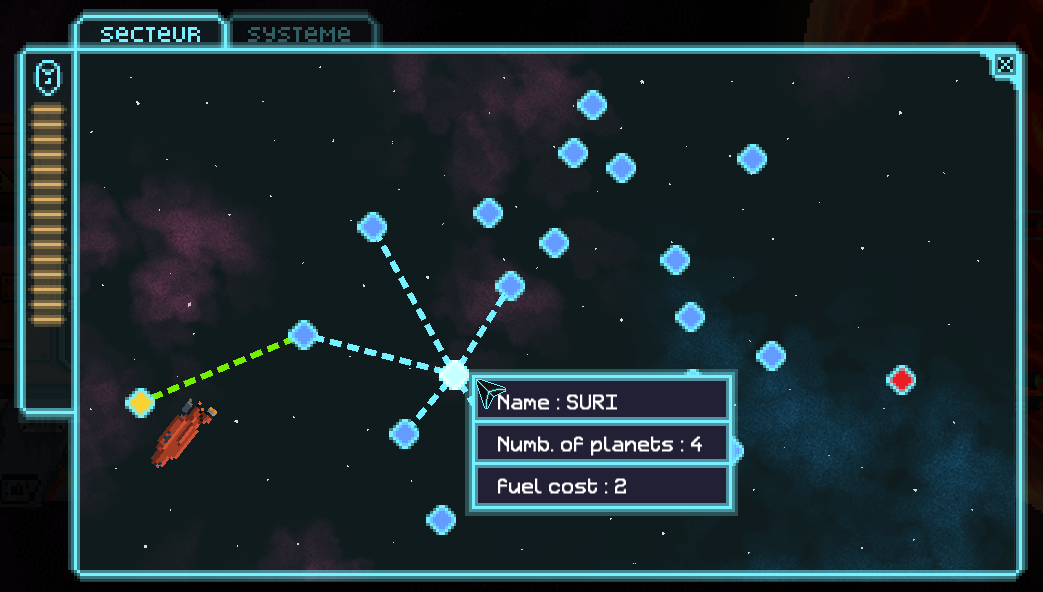 SECTEUR
SYSTEME
Name : SURI
Numb. of planets : 4
Fuel cost : 2